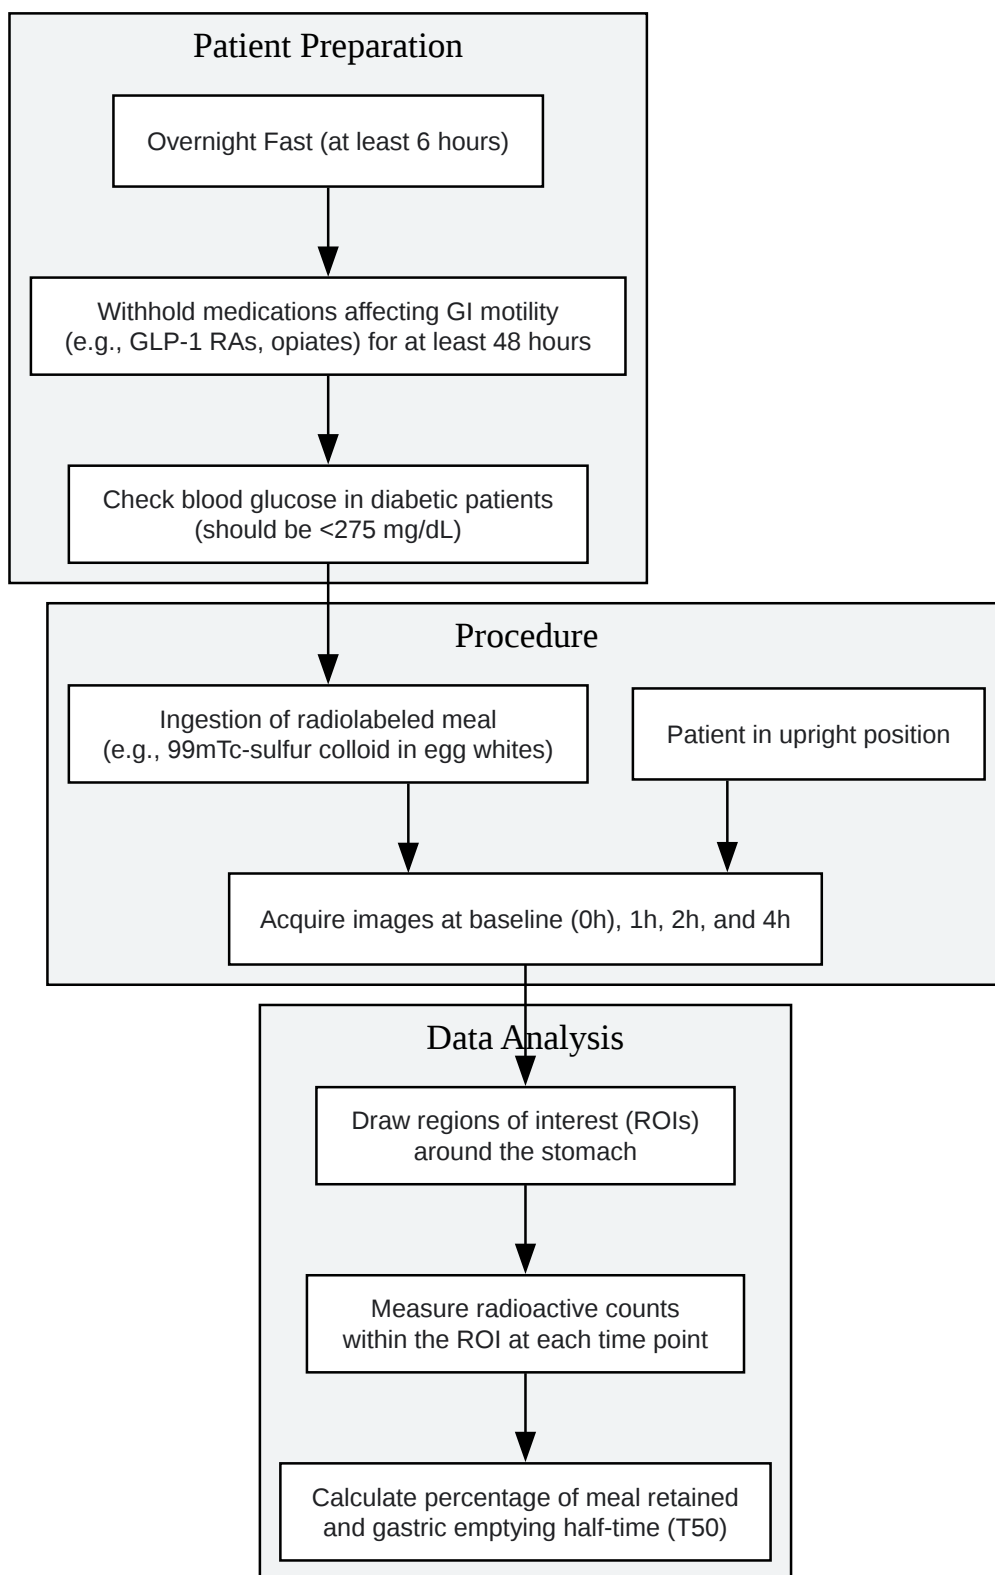 Patient Preparation
Overnight Fast (at least 6 hours)
Withhold medications affecting GI motility
(e.g., GLP-1 RAs, opiates) for at least 48 hours
Check blood glucose in diabetic patients
(should be <275 mg/dL)
Procedure
Ingestion of radiolabeled meal
(e.g., 99mTc-sulfur colloid in egg whites)
Patient in upright position
Acquire images at baseline (0h), 1h, 2h, and 4h
Data Analysis
Draw regions of interest (ROIs)
around the stomach
Measure radioactive counts
within the ROI at each time point
Calculate percentage of meal retained
and gastric emptying half-time (T50)